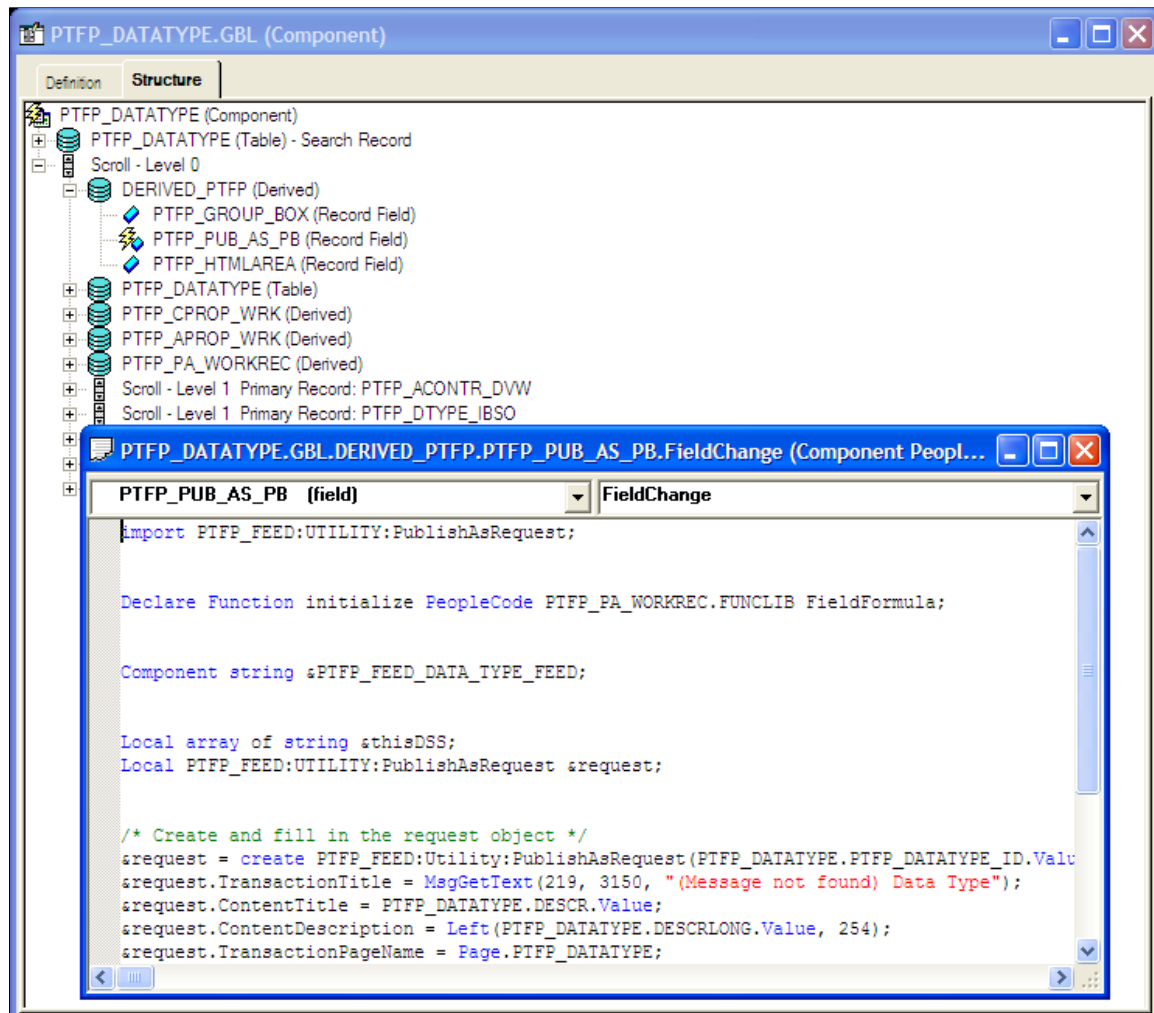 PTFP_DATATYPE.GBL (Component)
Definition Structure
PTFP_DATATYPE (Component)
PTFP_DATATYPE (Table) - Search Record
Scroll - Level 0
DERIVED_PTFP (Derived)
PTFP_GROUP_BOX (Record Field)
PTFP_PUB_AS_PB (Record Field)
PTFP_HTMLAREA (Record Field)
PTFP_DATATYPE (Table)
PTFP_CPROP_WRK (Derived)
PTFP_APROP_WRK (Derived)
PTFP_PA_WORKREC (Derived)
Scroll - Level 1 Primary Record: PTFP_ACONTR_DVW
Scroll - Level 1 Primary Record: PTFP_DTYPE_IBSO
PTFP_DATATYPE.GBL.DERIVED_PTFP.PTFP_PUB_AS_PB.FieldChange (Component Peopl...
PTFP_PUB_AS_PB (field) FieldChange
import PTFP_FEED:UTILITY:PublishAsRequest;
Declare Function initialize PeopleCode PTFP_PA_WORKREC.FUNCLIB FieldFormula;
Component string &PTFP_FEED_DATA_TYPE_FEED;
Local array of string &thisDSS;
Local PTFP_FEED:UTILITY:PublishAsRequest &request;
/* Create and fill in the request object */
&request = create PTFP_FEED:Utility:PublishAsRequest(PTFP_DATATYPE.PTFP_DATATYPE_ID.Valu
&request.TransactionTitle = MsgGetText(219, 3150, "(Message not found) Data Type");
&request.ContentTitle = PTFP_DATATYPE.DESCR.Value;
&request.ContentDescription = Left(PTFP_DATATYPE.DESCRLONG.Value, 254);
&request.TransactionPageName = Page.PTFP_DATATYPE;